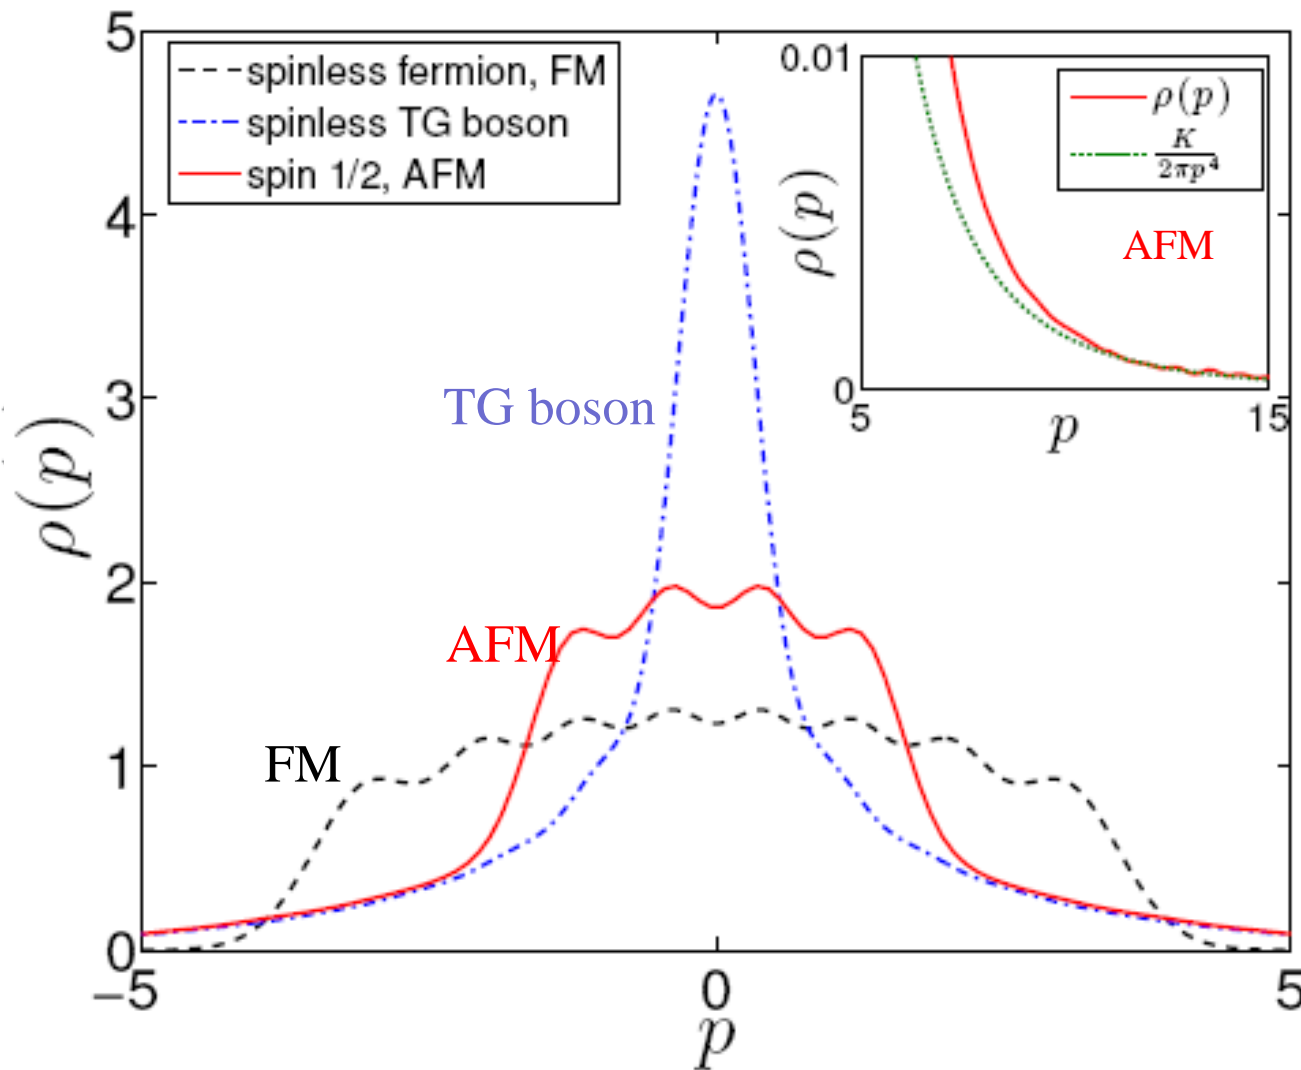 5
4
3
2
1
0
ρ(p)
spinless fermion, FM
spinless TG boson
spin 1/2, AFM
TG boson
AFM
FM
−5
0
5
p
0.01
0
ρ(p)
ρ(p)
K
2πp⁴
AFM
5
15
p